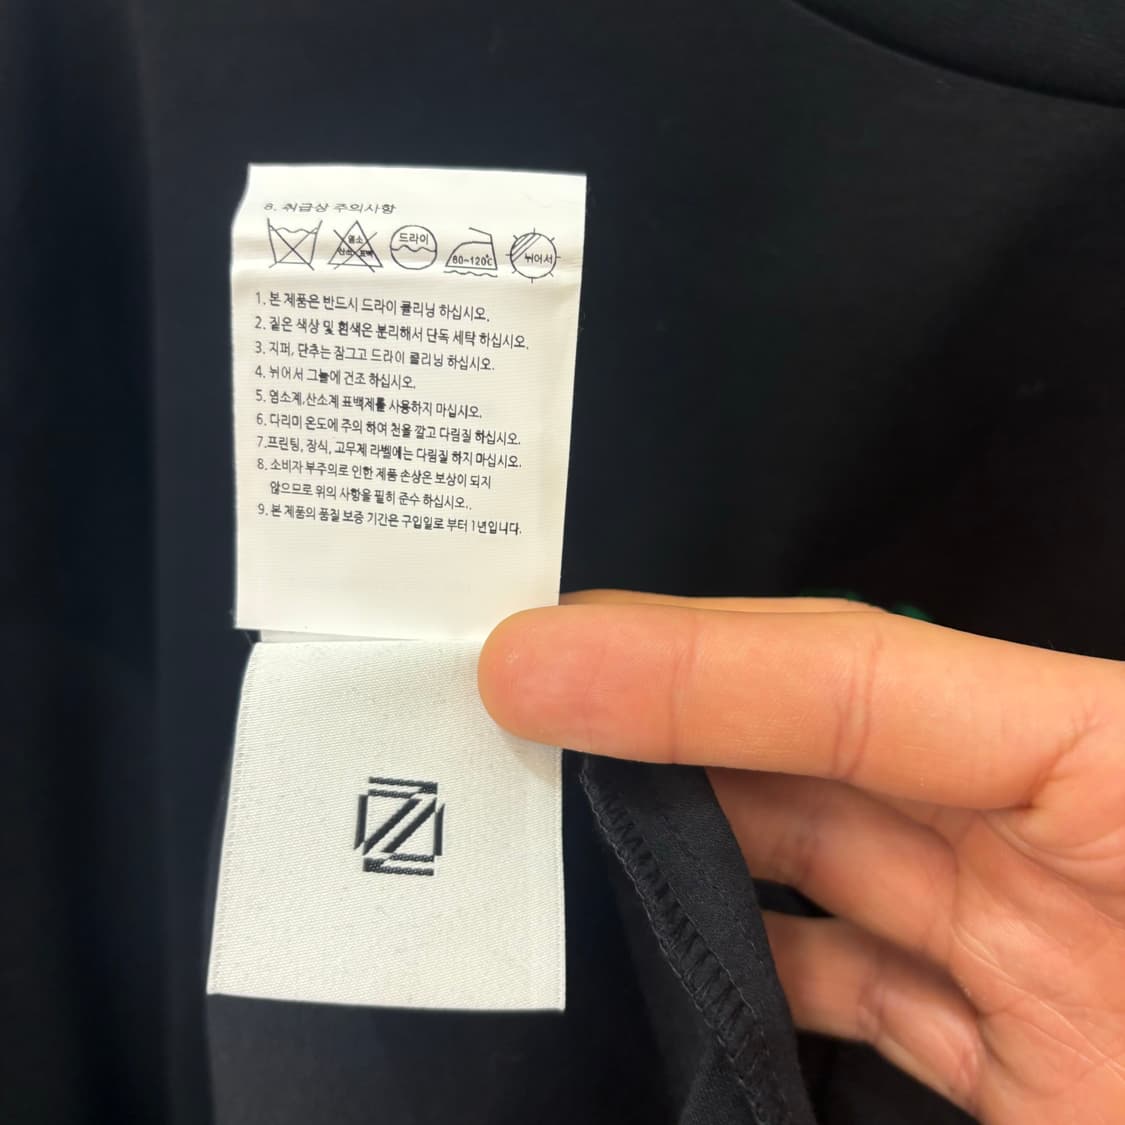 8. 취급상 주의사항
염소
산소 표백
드라이
80~120℃
뉘어서
1. 본 제품은 반드시 드라이 클리닝 하십시오.
2. 짙은 색상 및 흰색은 분리해서 단독 세탁 하십시오.
3. 지퍼, 단추는 잠그고 드라이 클리닝 하십시오.
4. 뉘어서 그늘에 건조 하십시오.
5. 염소계,산소계 표백제를 사용하지 마십시오.
6. 다리미 온도에 주의 하여 천을 깔고 다림질 하십시오.
7.프린팅, 장식, 고무제 라벨에는 다림질 하지 마십시오.
8. 소비자 부주의로 인한 제품 손상은 보상이 되지
않으므로 위의 사항을 필히 준수 하십시오..
9. 본 제품의 품질 보증 기간은 구입일로 부터 1년입니다.